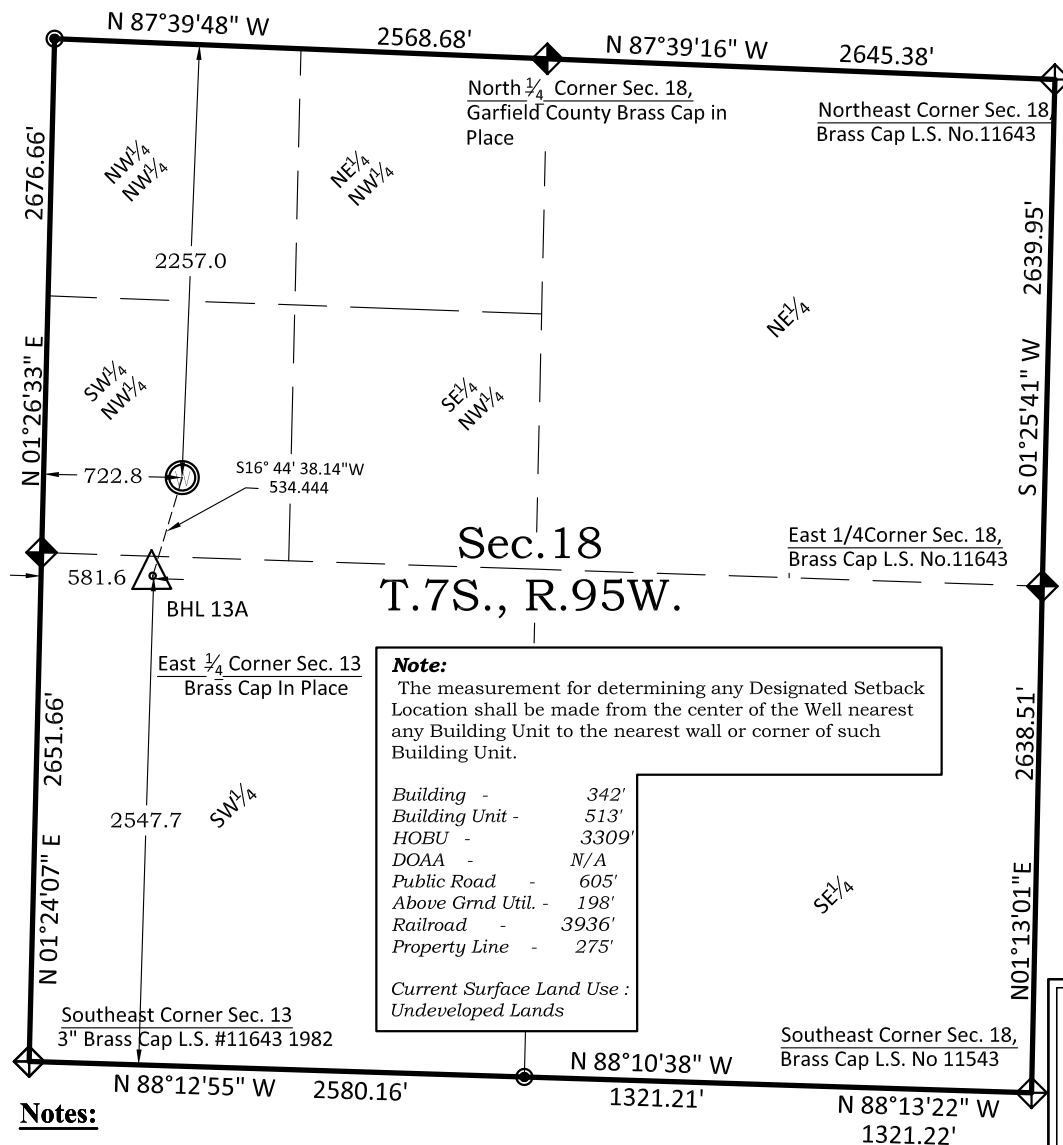 N 87°39'48" W 2568.68' N 87°39'16" W 2645.38'
North 1/4 Corner Sec. 18,
Garfield County Brass Cap in
Place
Northeast Corner Sec. 18,
Brass Cap L.S. No.11643
2676.66'
NW1/4
NW1/4
NE1/4
NW1/4
2639.95'
2257.0
NE1/4
N 01°26'33" E
SW1/4
NW1/4
SE1/4
NW1/4
S 01°25'41" W
722.8
S16° 44' 38.14"W
534.444
Sec.18
T.7S., R.95W.
East 1/4Corner Sec. 18,
Brass Cap L.S. No.11643
581.6
BHL 13A
East 1/4 Corner Sec. 13
Brass Cap In Place
Note:
The measurement for determining any Designated Setback
Location shall be made from the center of the Well nearest
any Building Unit to the nearest wall or corner of such
Building Unit.
Building - 342'
Building Unit - 513'
HOBU - 3309'
DOAA - N/A
Public Road - 605'
Above Grnd Util. - 198'
Railroad - 3936'
Property Line - 275'
Current Surface Land Use :
Undeveloped Lands
2651.66'
2638.51'
2547.7
SW1/4
SE1/4
N 01°24'07" E
N01°13'01"E
Southeast Corner Sec. 13
3" Brass Cap L.S. #11643 1982
Southeast Corner Sec. 18,
Brass Cap L.S. No 11543
N 88°12'55" W 2580.16'
N 88°10'38" W
1321.21'
N 88°13'22" W
1321.22'
Notes: